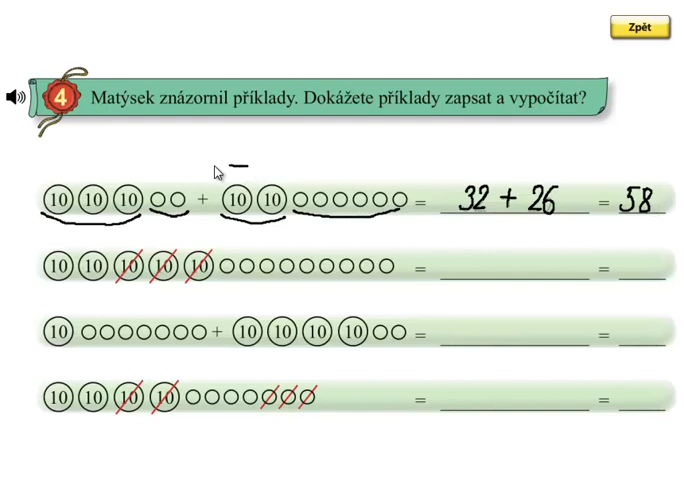 Zpět
4 Matýsek znázornil příklady. Dokážete příklady zapsat a vypočítat?
10 10 10 + 10 10 = 32 + 26 = 58
10 10 10 10 10 = =
10 + 10 10 10 10 = =
10 10 10 10 = =